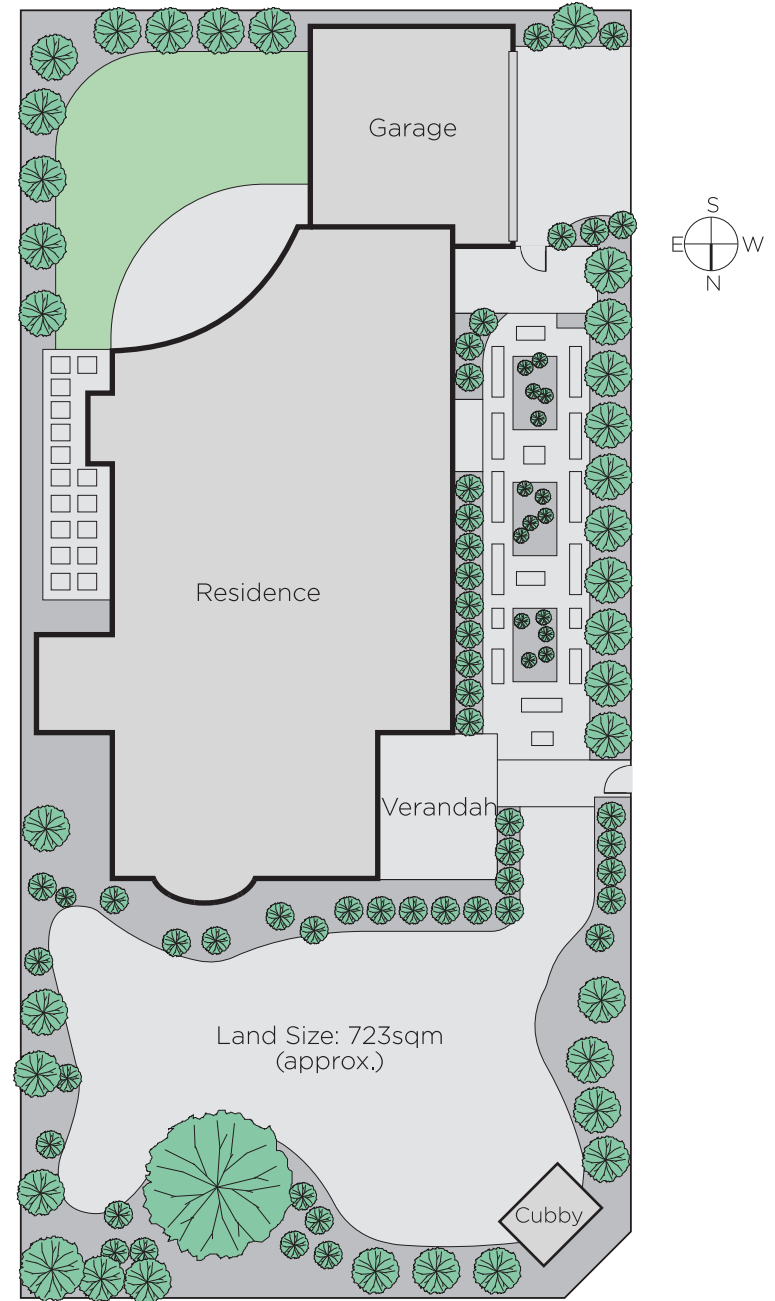 Garage
S
E W
N
Residence
Verandah
Land Size: 723sqm
(approx.)
Cubby